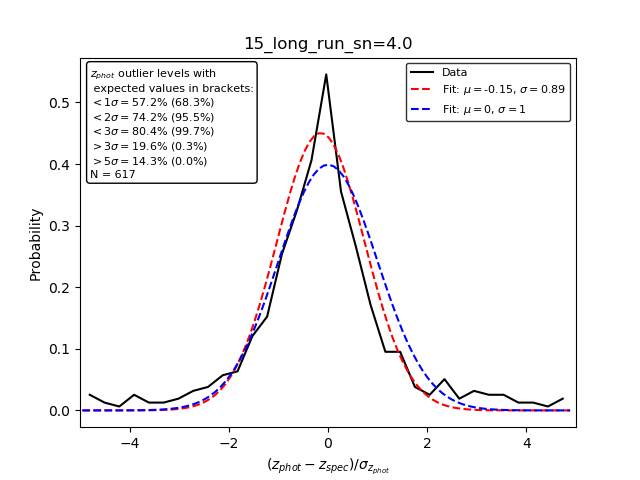 15_long_run_sn=4.0
z_phot outlier levels with
expected values in brackets:
< 1σ = 57.2% (68.3%)
< 2σ = 74.2% (95.5%)
< 3σ = 80.4% (99.7%)
> 3σ = 19.6% (0.3%)
> 5σ = 14.3% (0.0%)
N = 617
Data
Fit: μ = -0.15, σ = 0.89
Fit: μ = 0, σ = 1
Probability
0.5
0.4
0.3
0.2
0.1
0.0
−4 −2 0 2 4
(z_phot − z_spec)/σ_z_phot